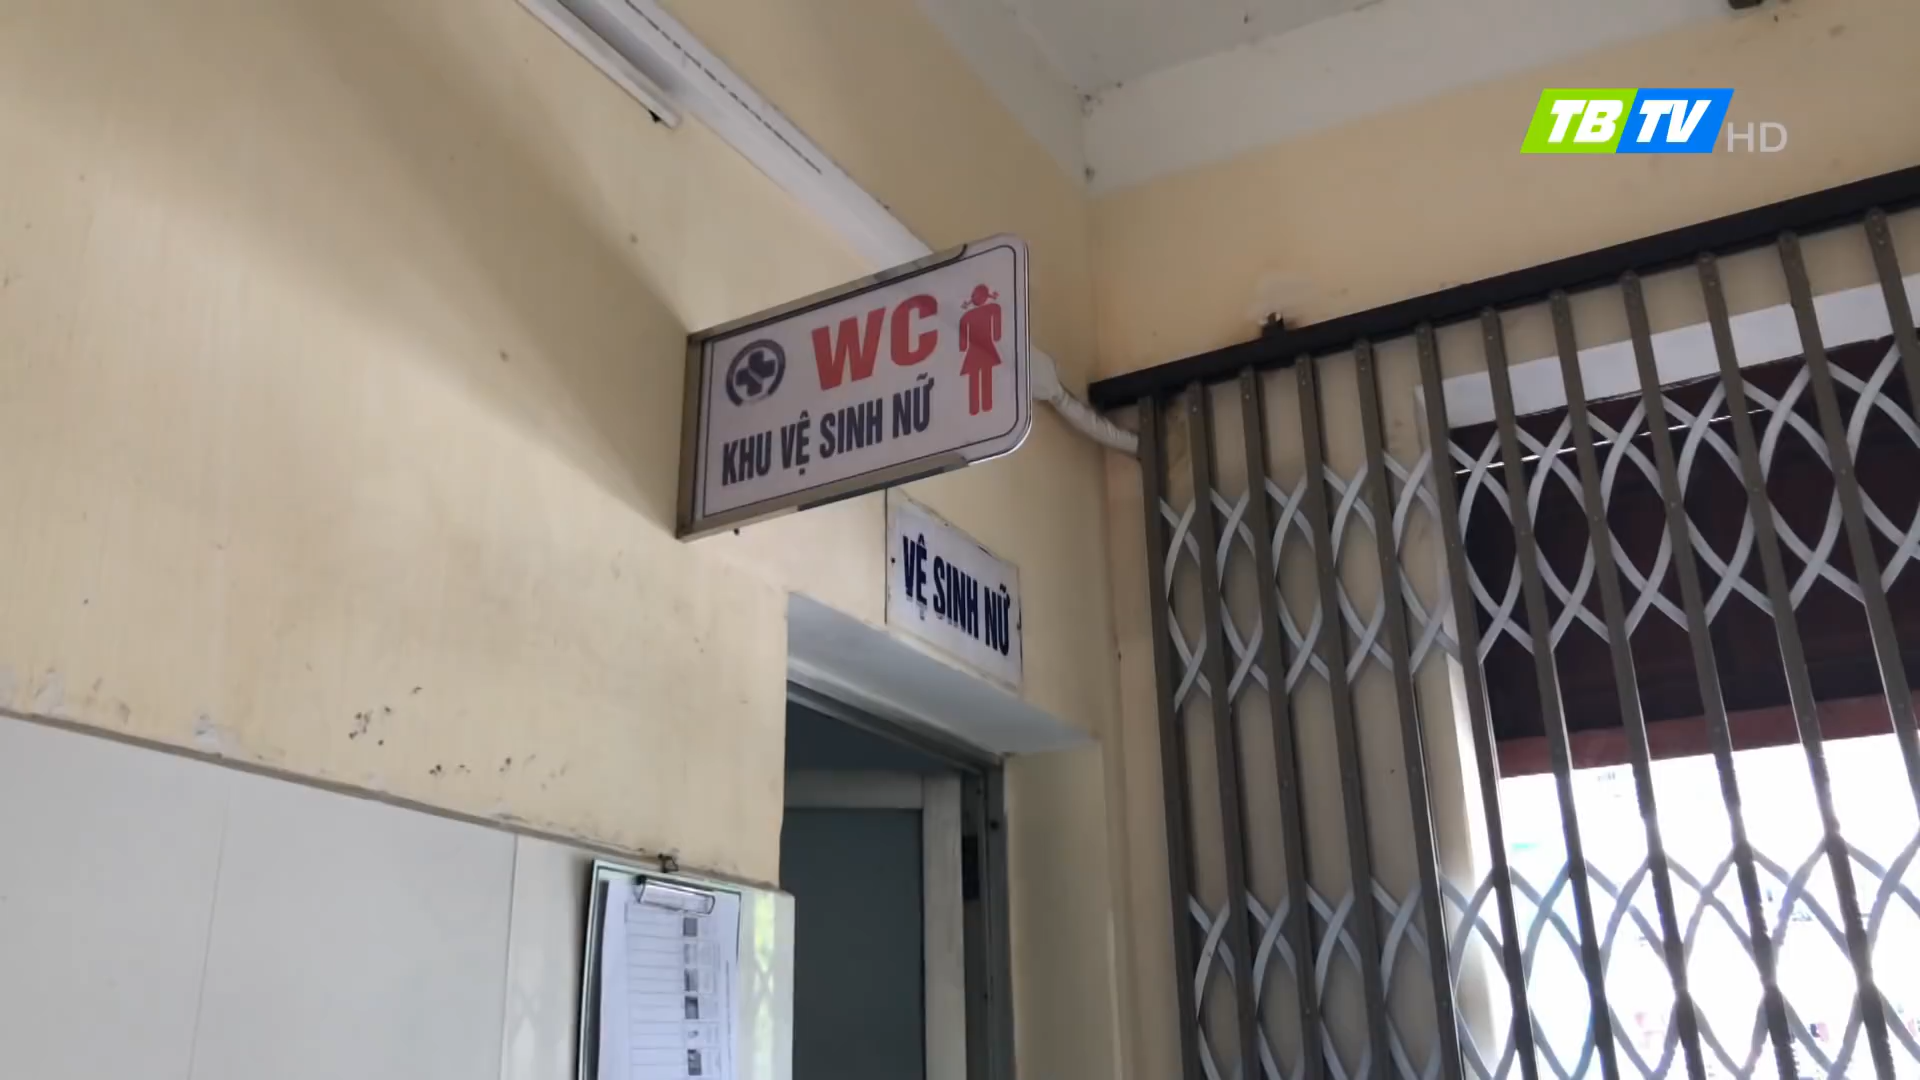 TBTV HD
WC
KHU VỆ SINH NỮ
VỆ SINH NỮ